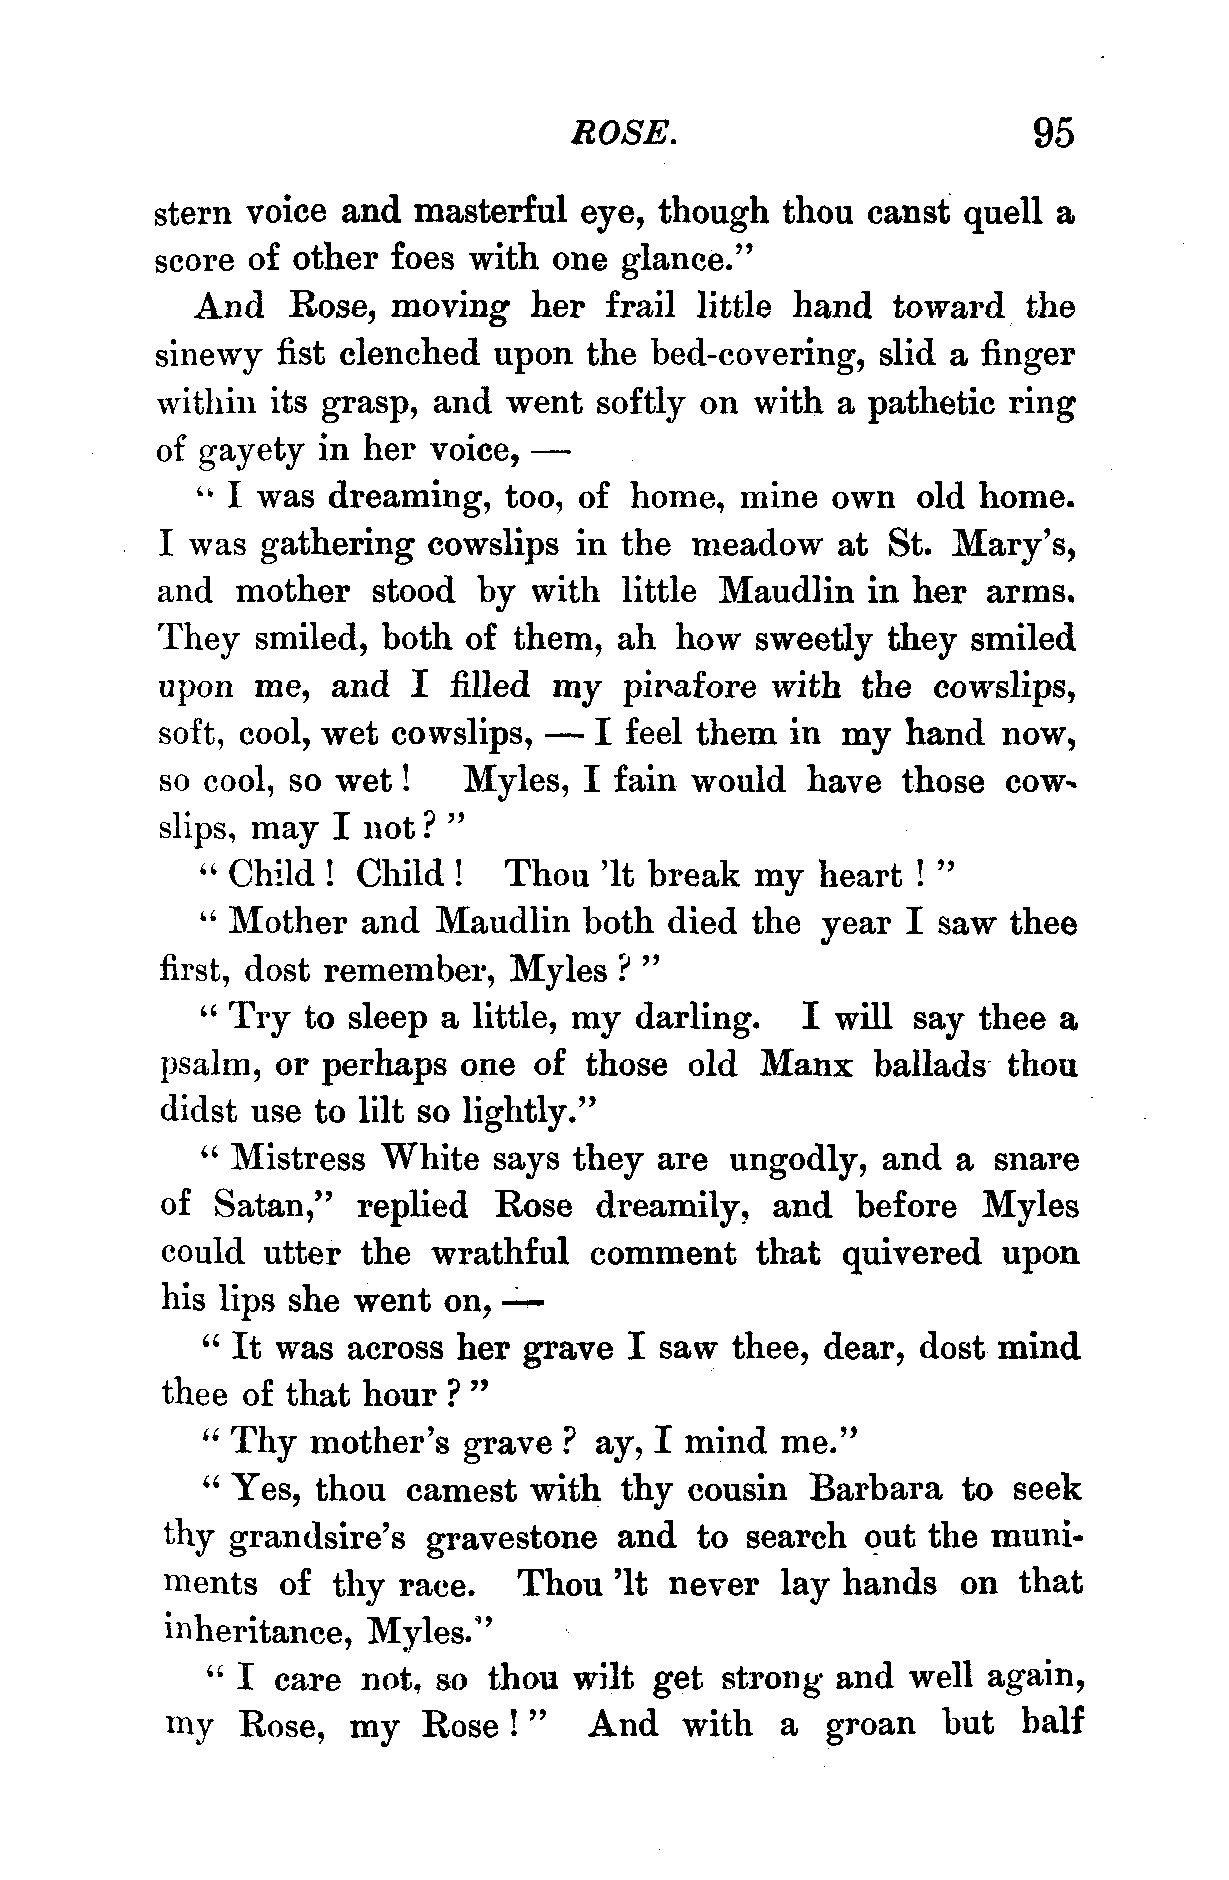 ROSE. 95
stern voice and masterful eye, though thou canst quell a
score of other foes with one glance."
And Rose, moving her frail little hand toward the
sinewy fist clenched upon the bed-covering, slid a finger
within its grasp, and went softly on with a pathetic ring
of gayety in her voice, —
" I was dreaming, too, of home, mine own old home.
I was gathering cowslips in the meadow at St. Mary's,
and mother stood by with little Maudlin in her arms.
They smiled, both of them, ah how sweetly they smiled
upon me, and I filled my pinafore with the cowslips,
soft, cool, wet cowslips, — I feel them in my hand now,
so cool, so wet ! Myles, I fain would have those cow-
slips, may I not ? "
" Child ! Child ! Thou 'lt break my heart ! "
" Mother and Maudlin both died the year I saw thee
first, dost remember, Myles ? "
" Try to sleep a little, my darling. I will say thee a
psalm, or perhaps one of those old Manx ballads thou
didst use to lilt so lightly."
" Mistress White says they are ungodly, and a snare
of Satan," replied Rose dreamily, and before Myles
could utter the wrathful comment that quivered upon
his lips she went on, —
" It was across her grave I saw thee, dear, dost mind
thee of that hour ? "
" Thy mother's grave ? ay, I mind me."
" Yes, thou camest with thy cousin Barbara to seek
thy grandsire's gravestone and to search out the muni-
ments of thy race. Thou 'lt never lay hands on that
inheritance, Myles."
" I care not, so thou wilt get strong and well again,
my Rose, my Rose ! " And with a groan but half